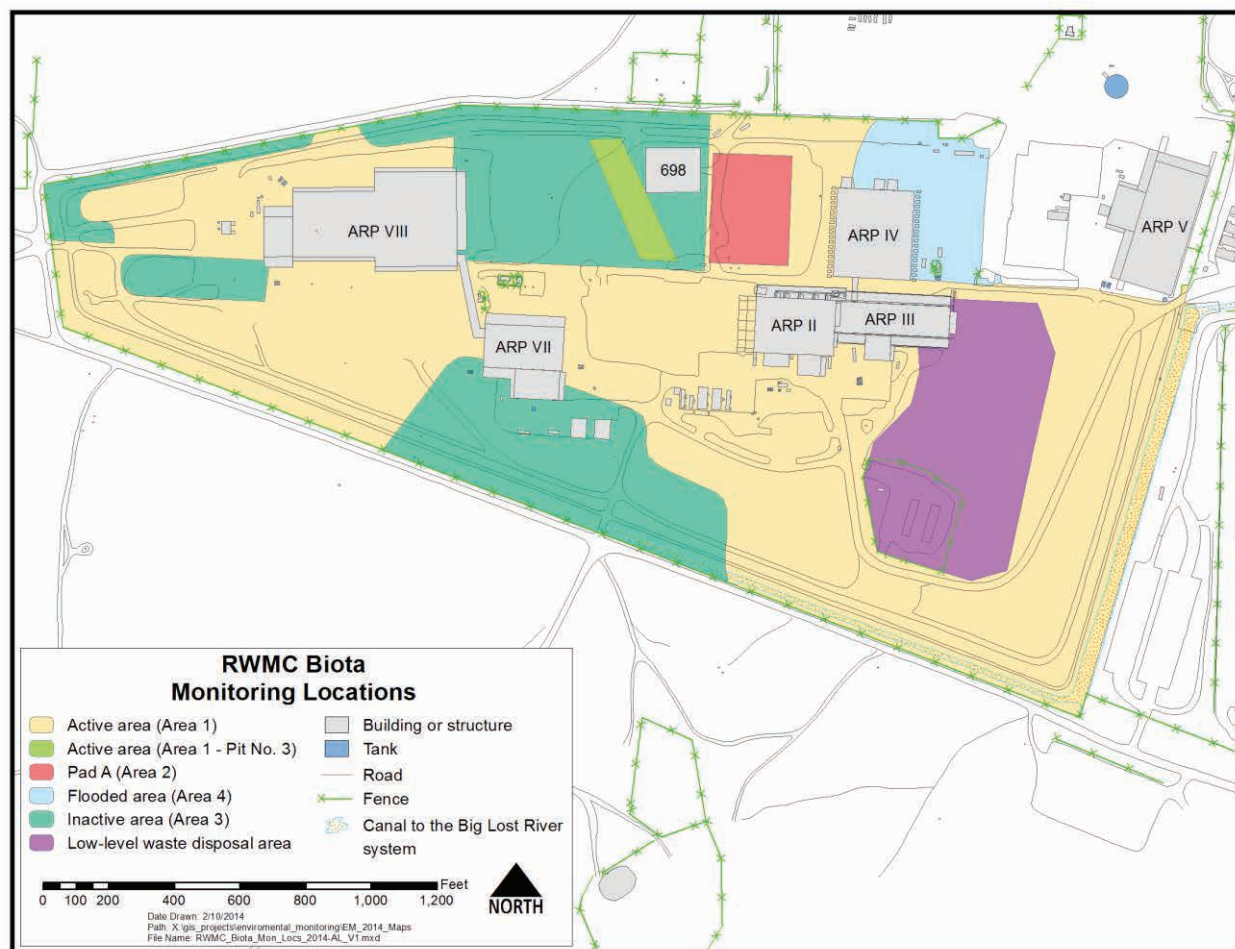 698
ARP VIII
ARP IV
ARP V
ARP II
ARP III
ARP VII
RWMC Biota
Monitoring Locations
Active area (Area 1)
Active area (Area 1 - Pit No. 3)
Pad A (Area 2)
Flooded area (Area 4)
Inactive area (Area 3)
Low-level waste disposal area
Building or structure
Tank
Road
Fence
Canal to the Big Lost River
system
Feet
0 100 200 400 600 800 1,000 1,200
NORTH
Date Drawn: 2/10/2014
Path: X:\gis_projects\enviromental_monitoring\EM_2014_Maps
File Name: RWMC_Biota_Mon_Locs_2014-AL_V1.mxd